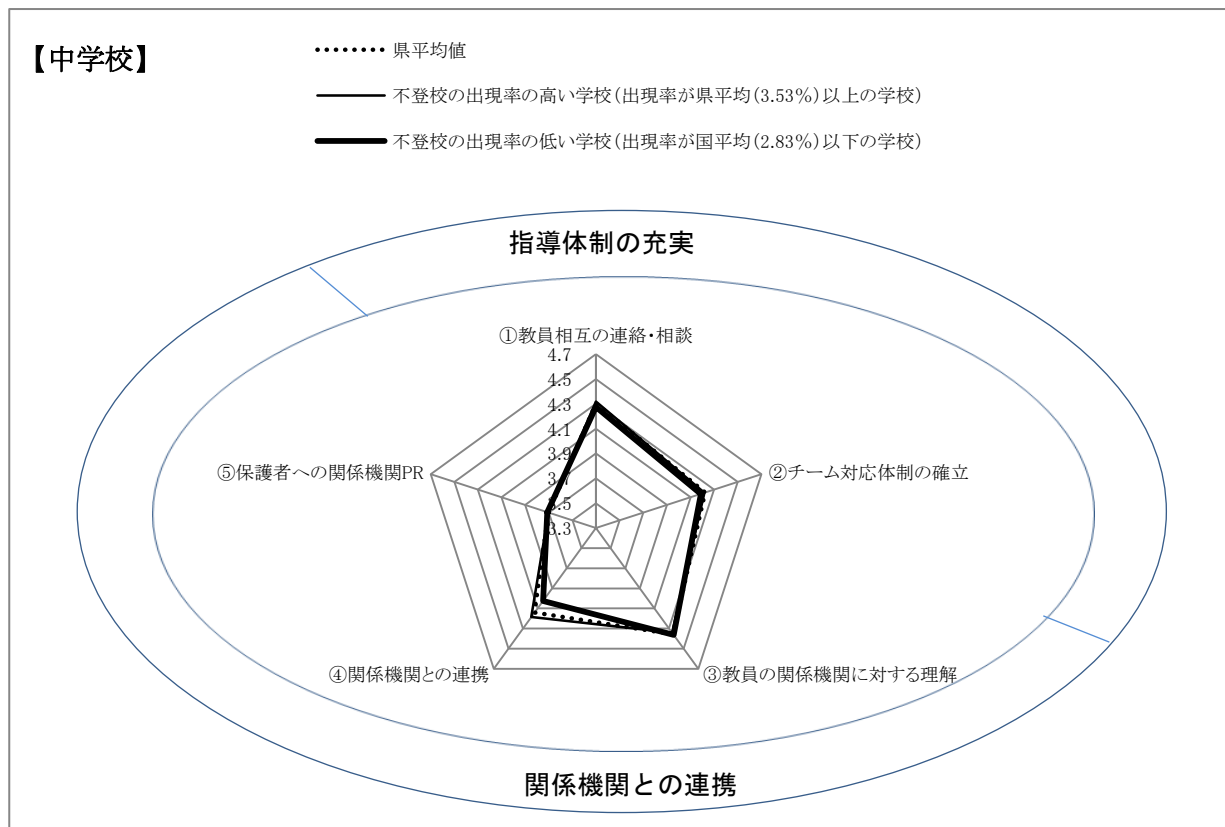 【中学校】
県平均値
不登校の出現率の高い学校(出現率が県平均(3.53%)以上の学校)
不登校の出現率の低い学校(出現率が国平均(2.83%)以下の学校)
指導体制の充実
①教員相互の連絡・相談
4.7
4.5
4.3
4.1
3.9
3.7
3.5
3.3
②チーム対応体制の確立
⑤保護者への関係機関PR
④関係機関との連携
③教員の関係機関に対する理解
関係機関との連携